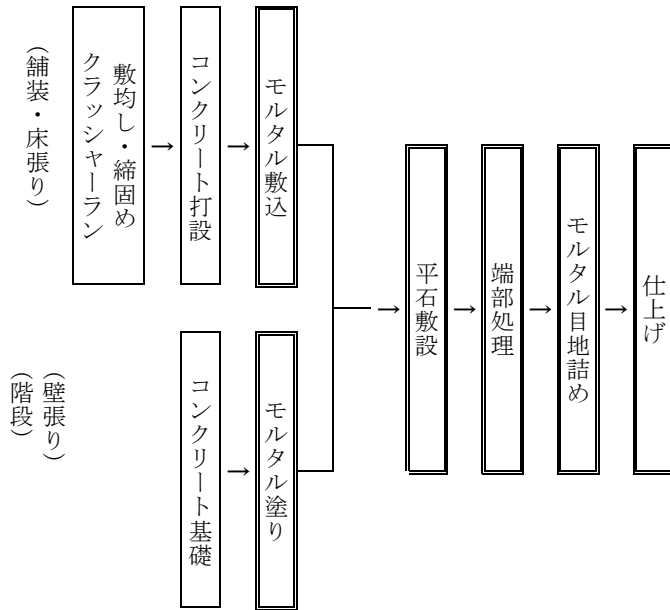 （舗装・床張り）
敷均し・締固め
クラッシャーラン
→
コンクリート打設
→
モルタル敷込
（壁張り）
（階段）
コンクリート基礎
→
モルタル塗り
→
平石敷設
→
端部処理
→
モルタル目地詰め
→
仕上げ